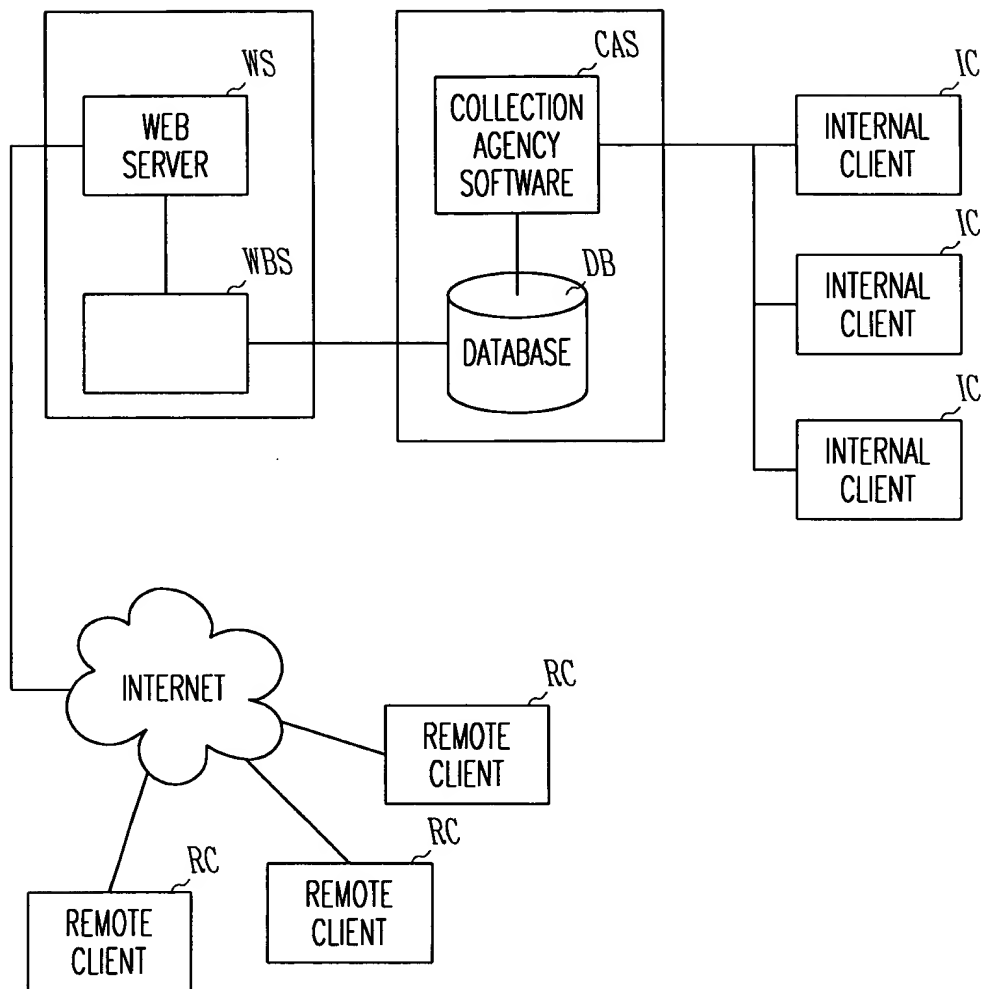 WS
WEB
SERVER
WBS
CAS
COLLECTION
AGENCY
SOFTWARE
DB
DATABASE
IC
INTERNAL
CLIENT
IC
INTERNAL
CLIENT
IC
INTERNAL
CLIENT
INTERNET
RC
REMOTE
CLIENT
RC
REMOTE
CLIENT
RC
REMOTE
CLIENT